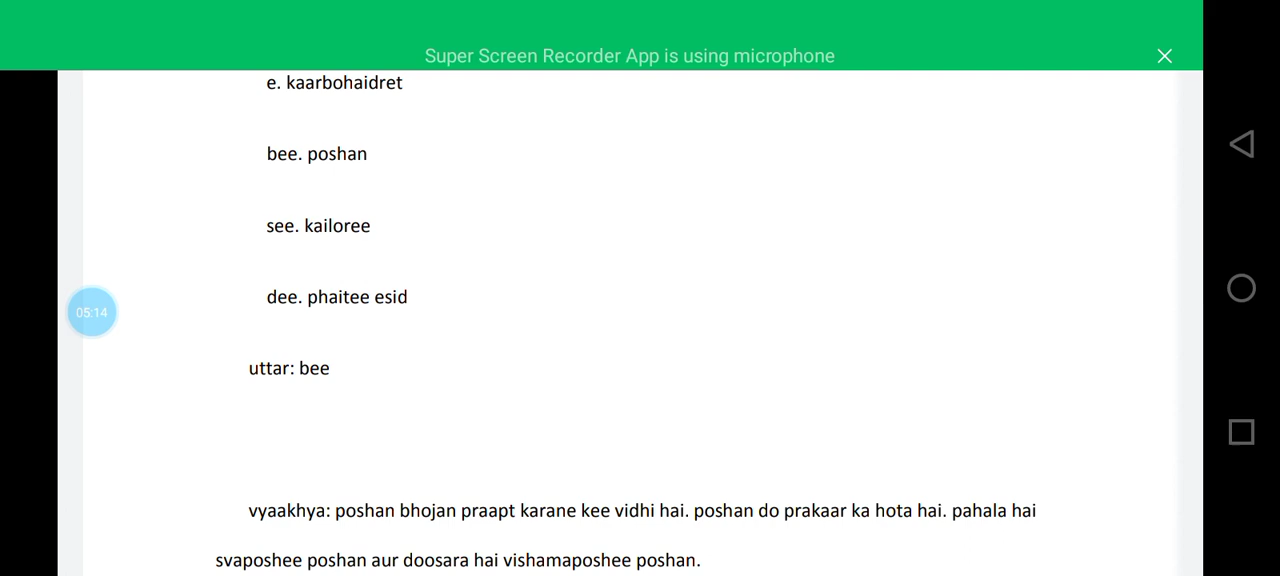 Super Screen Recorder App is using microphone
e. kaarbohaidret
bee. poshan
see. kailoree
05:14
dee. phaitee esid
uttar: bee
vyaakhya: poshan bhojan praapt karane kee vidhi hai. poshan do prakaar ka hota hai. pahala hai
svaposhee poshan aur doosara hai vishamaposhee poshan.